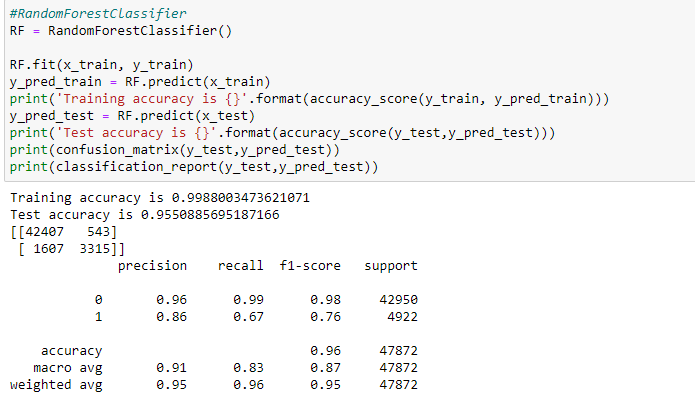 #RandomForestClassifier
RF = RandomForestClassifier()
RF.fit(x_train, y_train)
y_pred_train = RF.predict(x_train)
print('Training accuracy is {}'.format(accuracy_score(y_train, y_pred_train)))
y_pred_test = RF.predict(x_test)
print('Test accuracy is {}'.format(accuracy_score(y_test,y_pred_test)))
print(confusion_matrix(y_test,y_pred_test))
print(classification_report(y_test,y_pred_test))
Training accuracy is 0.9988003473621071
Test accuracy is 0.9550885695187166
[[42407   543]
 [ 1607  3315]]
              precision    recall  f1-score   support
           0       0.96      0.99      0.98     42950
           1       0.86      0.67      0.76      4922
    accuracy                           0.96     47872
   macro avg       0.91      0.83      0.87     47872
weighted avg       0.95      0.96      0.95     47872